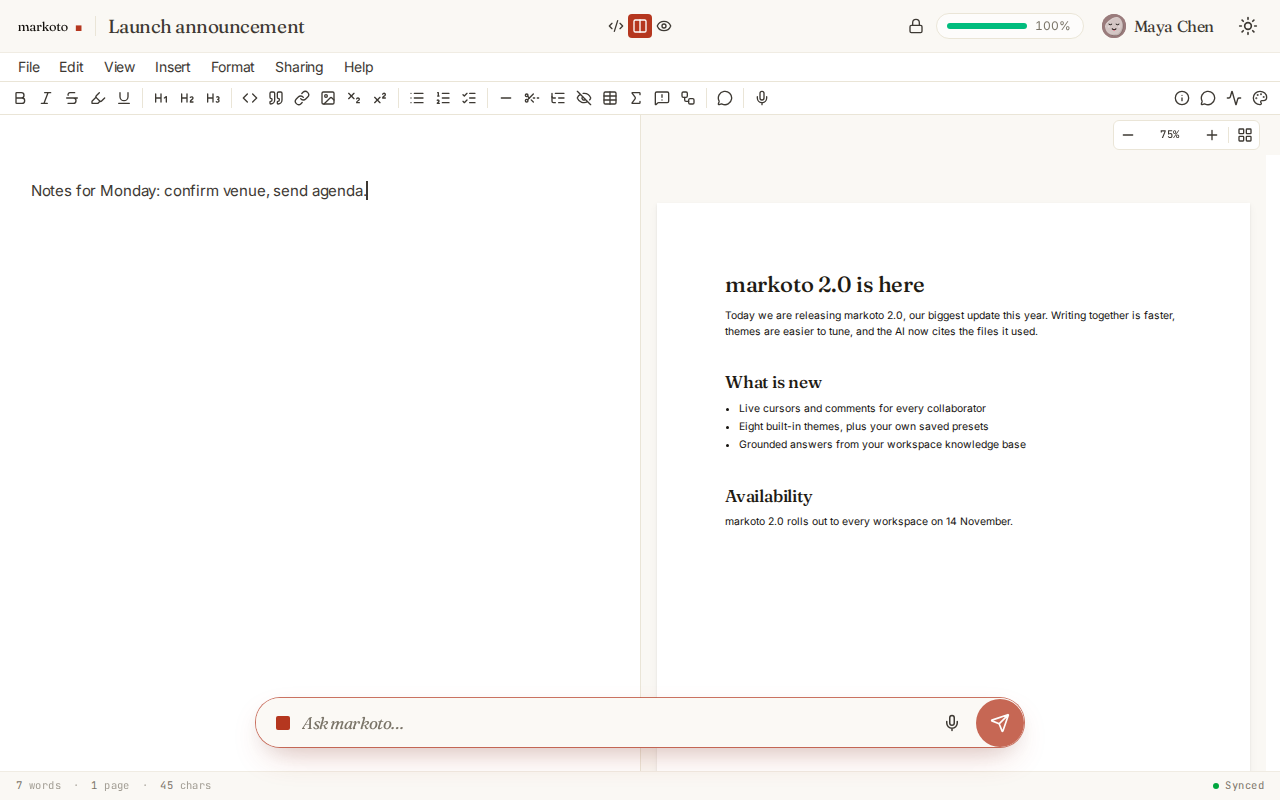 markoto
Launch announcement
100%
Maya Chen
File Edit View Insert Format Sharing Help
H1 H2 H3
75%
Notes for Monday: confirm venue, send agenda.
markoto 2.0 is here
Today we are releasing markoto 2.0, our biggest update this year. Writing together is faster,
themes are easier to tune, and the AI now cites the files it used.
What is new
• Live cursors and comments for every collaborator
• Eight built-in themes, plus your own saved presets
• Grounded answers from your workspace knowledge base
Availability
markoto 2.0 rolls out to every workspace on 14 November.
Ask markoto...
7 words · 1 page · 45 chars
Synced